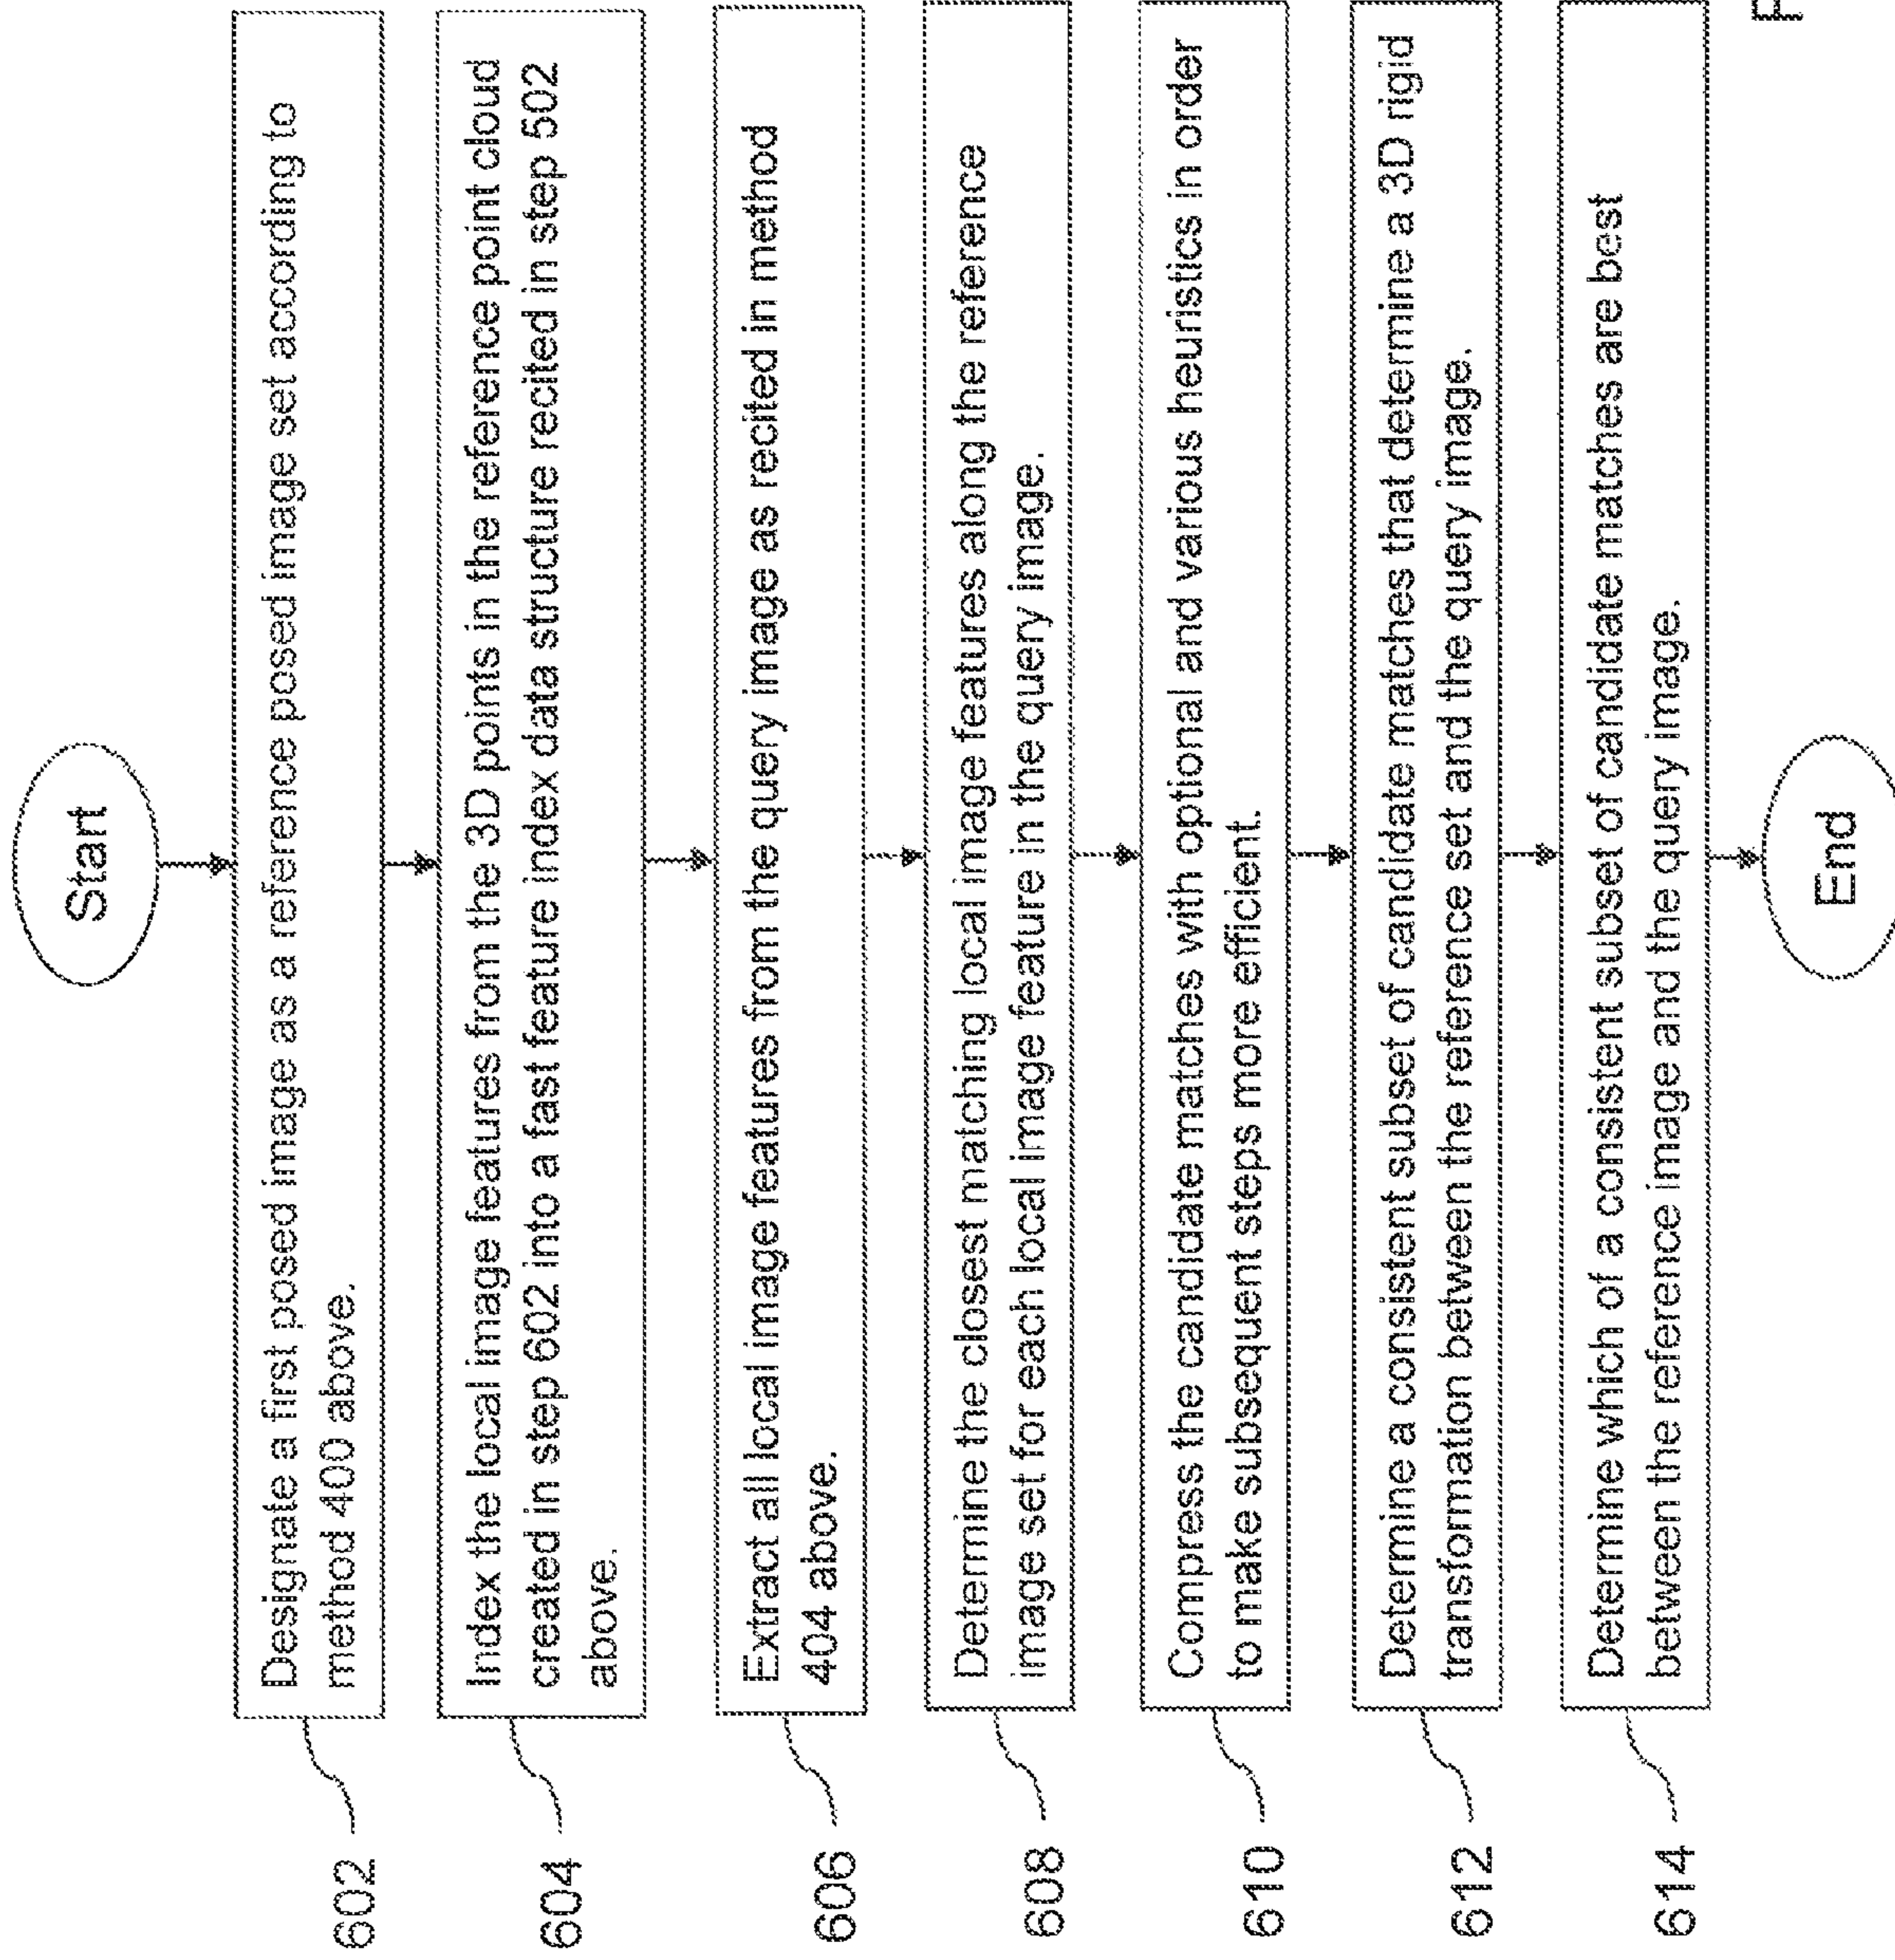 Start
602
Designate a first posed image as a reference posed image set according to
method 400 above.
604
Index the local image features from the 3D points in the reference point cloud
created in step 602 into a fast feature index data structure recited in step 502
above.
606
Extract all local image features from the query image as recited in method
404 above.
608
Determine the closest matching local image features along the reference
image set for each local image feature in the query image.
610
Compress the candidate matches with optional and various heuristics in order
to make subsequent steps more efficient.
612
Determine a consistent subset of candidate matches that determine a 3D rigid
transformation between the reference set and the query image.
614
Determine which of a consistent subset of candidate matches are best
between the reference image and the query image.
End